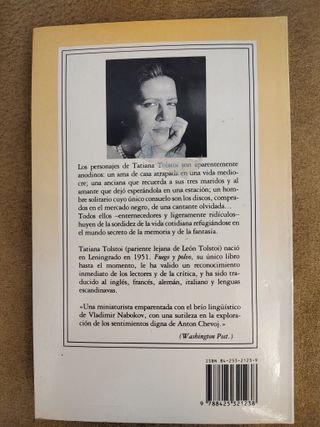 Los personajes de Tatiana Tolstoi son aparentemente
anodinos: un ama de casa atrapada en una vida medio-
cre; una anciana que recuerda a sus tres maridos y al
amante que dejó esperándola en una estación; un hom-
bre solitario cuyo único consuelo son los discos, compra-
dos en el mercado negro, de una cantante olvidada...
Todos ellos –enternecedores y ligeramente ridículos–
huyen de la sordidez de la vida cotidiana refugiándose en
el mundo secreto de la memoria y de la fantasía.
Tatiana Tolstoi (pariente lejana de León Tolstoi) nació
en Leningrado en 1951. Fuego y polvo, su único libro
hasta el momento, le ha valido un reconocimiento
inmediato de los lectores y de la crítica, y ha sido
traducido al inglés, francés, alemán, italiano y lenguas
escandinavas.
«Una miniaturista emparentada con el brío lingüístico
de Vladimir Nabokov, con una sutileza en la explora-
ción de los sentimientos digna de Anton Chevoj.»
(Washington Post.)
ISBN 84-253-2123-9
9 788425 321238